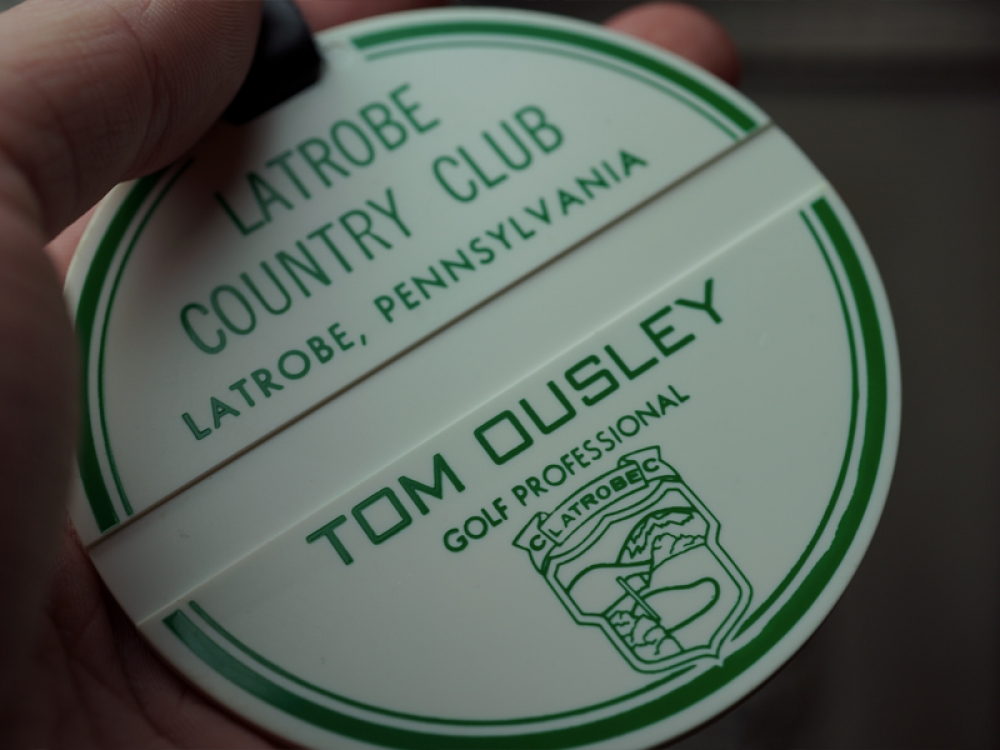 LATROBE
COUNTRY CLUB
LATROBE, PENNSYLVANIA
TOM OUSLEY
GOLF PROFESSIONAL
C LATROBE C